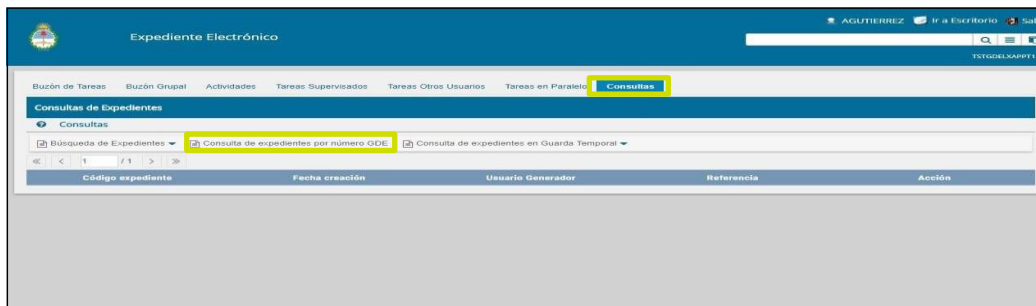 AGUTIERREZ Ir a Escritorio Sal
Expediente Electrónico
TSTGDELXAPPT1
Buzón de Tareas Buzón Grupal Actividades Tareas Supervisados Tareas Otros Usuarios Tareas en Paralelo Consultas
Consultas de Expedientes
Consultas
Búsqueda de Expedientes Consulta de expedientes por número GDE Consulta de expedientes en Guarda Temporal
1 / 1
Código expediente Fecha creación Usuario Generador Referencia Acción